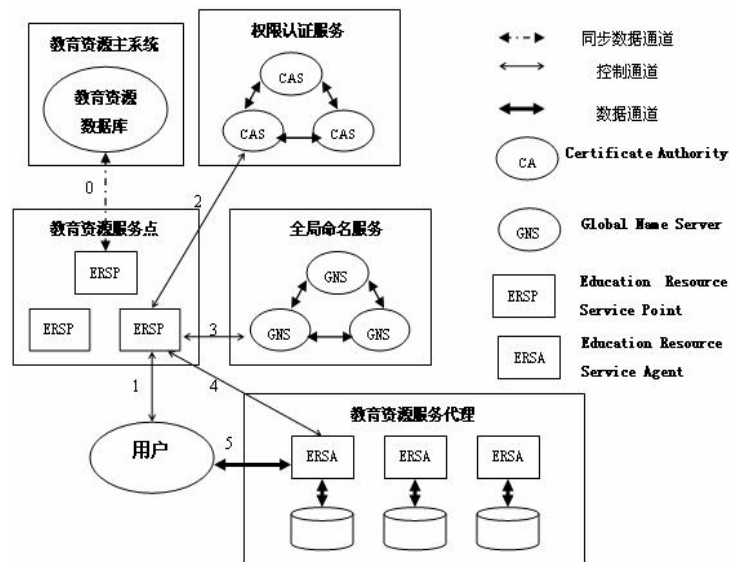 教育资源主系统
教育资源
数据库
0
权限认证服务
CAS
CAS
CAS
2
教育资源服务点
ERSP
ERSP
ERSP
3
全局命名服务
GNS
GNS
GNS
1
4
用户
5
教育资源服务代理
ERSA
ERSA
ERSA
同步数据通道
控制通道
数据通道
CA
Certificate Authority
GNS
Global Name Server
ERSP
Education Resource
Service Point
ERSA
Education Resource
Service Agent